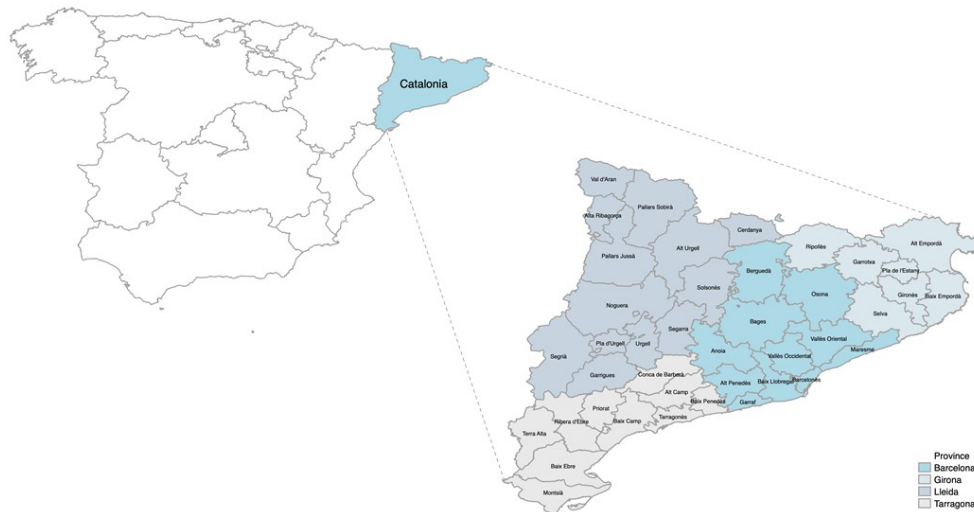 Catalonia
Val d'Aran
Pallars Sobirà
Alta Ribagorça
Cerdanya
Alt Empordà
Ripollès
Alt Urgell
Pallars Jussà
Garrotxa
Pla de l'Estany
Berguedà
Solsonès
Osona
Gironès
Baix Empordà
Noguera
Selva
Bages
Segarra
Vallès Oriental
Pla d'Urgell
Urgell
Anoia
Maresme
Segrià
Vallès Occidental
Garrigues
Conca de Barberà
Alt Penedès
Baix Llobregat
Barcelonès
Alt Camp
Baix Penedès
Garraf
Priorat
Tarragonès
Ribera d'Ebre
Baix Camp
Terra Alta
Baix Ebre
Montsià
Province
Barcelona
Girona
Lleida
Tarragona